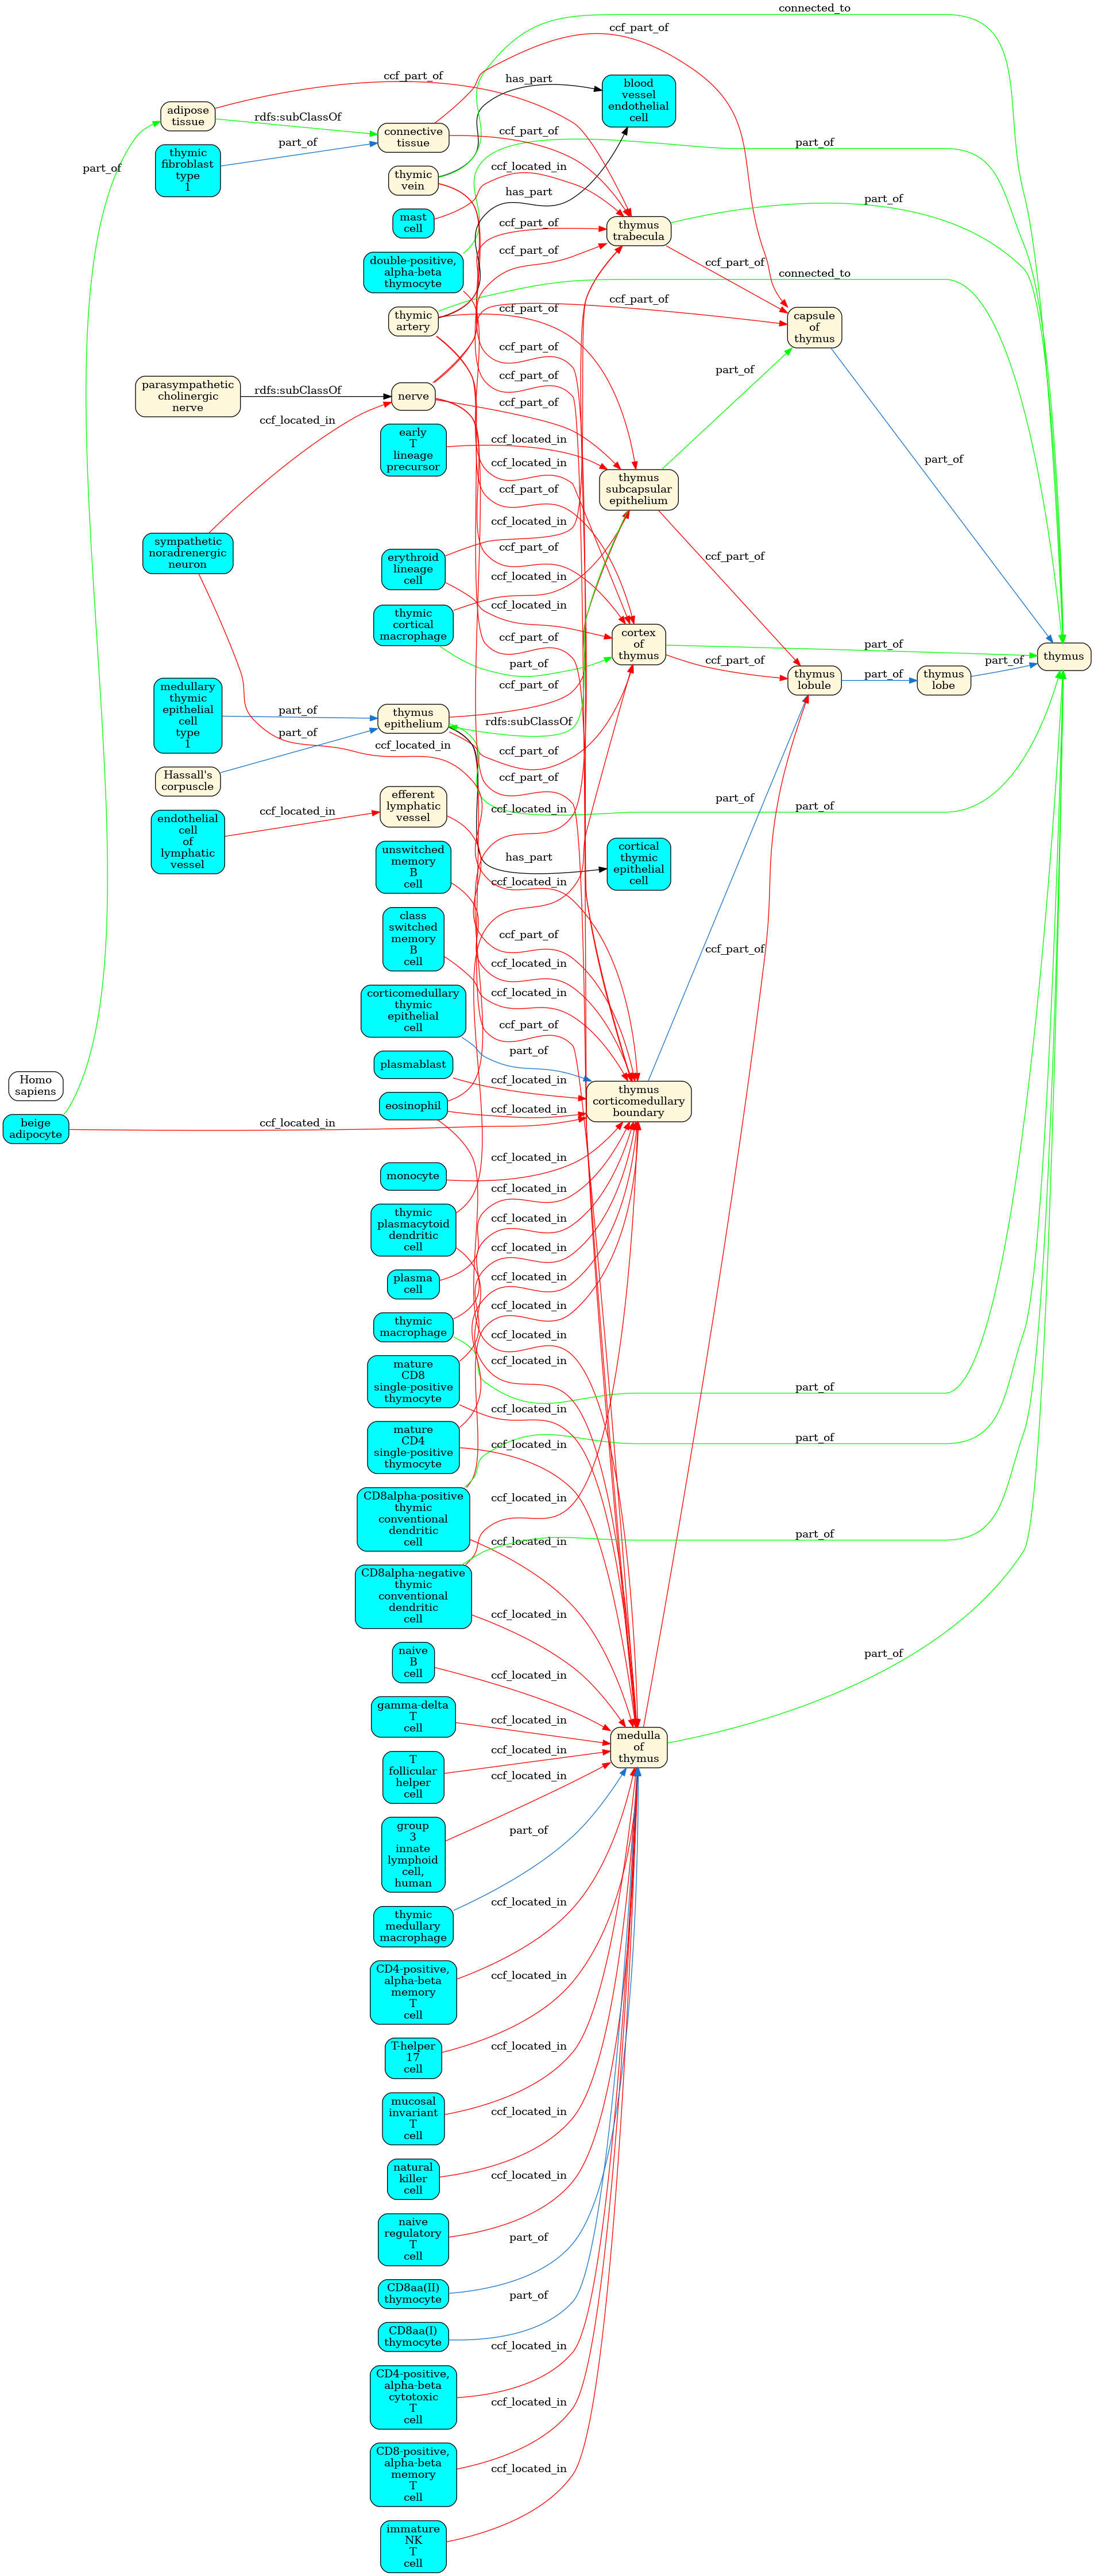 connected_to
ccf_part_of
ccf_part_of
has_part
blood
vessel
endothelial
cell
adipose
tissue
rdfs:subClassOf
connective
tissue
ccf_part_of
part_of
thymic
fibroblast
type
1
part_of
part_of
thymic
vein
ccf_located_in
has_part
part_of
mast
cell
ccf_part_of
thymus
trabecula
double-positive,
alpha-beta
thymocyte
ccf_part_of
ccf_part_of
connected_to
thymic
artery
ccf_part_of
ccf_part_of
capsule
of
thymus
ccf_part_of
part_of
parasympathetic
cholinergic
nerve
rdfs:subClassOf
nerve
ccf_part_of
ccf_part_of
ccf_located_in
early
T
lineage
precursor
ccf_located_in
ccf_located_in
part_of
thymus
subcapsular
epithelium
ccf_part_of
sympathetic
noradrenergic
neuron
ccf_located_in
ccf_part_of
ccf_part_of
erythroid
lineage
cell
ccf_located_in
thymic
cortical
macrophage
ccf_located_in
part_of
ccf_part_of
cortex
of
thymus
part_of
ccf_part_of
thymus
thymus
lobule
part_of
thymus
lobe
part_of
medullary
thymic
epithelial
cell
type
1
part_of
part_of
thymus
epithelium
ccf_part_of
rdfs:subClassOf
ccf_located_in
ccf_part_of
Hassall's
corpuscle
efferent
lymphatic
vessel
ccf_part_of
part_of
part_of
endothelial
cell
of
lymphatic
vessel
ccf_located_in
ccf_located_in
unswitched
memory
B
cell
has_part
cortical
thymic
epithelial
cell
ccf_located_in
class
switched
memory
B
cell
ccf_part_of
ccf_part_of
ccf_located_in
corticomedullary
thymic
epithelial
cell
ccf_located_in
ccf_part_of
part_of
plasmablast
ccf_located_in
thymus
corticomedullary
boundary
Homo
sapiens
eosinophil
ccf_located_in
beige
adipocyte
ccf_located_in
monocyte
ccf_located_in
ccf_located_in
thymic
plasmacytoid
dendritic
cell
ccf_located_in
ccf_located_in
plasma
cell
ccf_located_in
thymic
macrophage
ccf_located_in
ccf_located_in
mature
CD8
single-positive
thymocyte
ccf_located_in
part_of
ccf_located_in
mature
CD4
single-positive
thymocyte
ccf_located_in
part_of
CD8alpha-positive
thymic
conventional
dendritic
cell
ccf_located_in
ccf_located_in
part_of
CD8alpha-negative
thymic
conventional
dendritic
cell
ccf_located_in
naive
B
cell
ccf_located_in
part_of
gamma-delta
T
cell
ccf_located_in
medulla
of
thymus
T
follicular
helper
cell
ccf_located_in
ccf_located_in
group
3
innate
lymphoid
cell,
human
part_of
thymic
medullary
macrophage
ccf_located_in
CD4-positive,
alpha-beta
memory
T
cell
ccf_located_in
T-helper
17
cell
ccf_located_in
mucosal
invariant
T
cell
ccf_located_in
natural
killer
cell
ccf_located_in
naive
regulatory
T
cell
part_of
CD8aa(II)
thymocyte
part_of
CD8aa(I)
thymocyte
ccf_located_in
CD4-positive,
alpha-beta
cytotoxic
T
cell
ccf_located_in
CD8-positive,
alpha-beta
memory
T
cell
ccf_located_in
immature
NK
T
cell